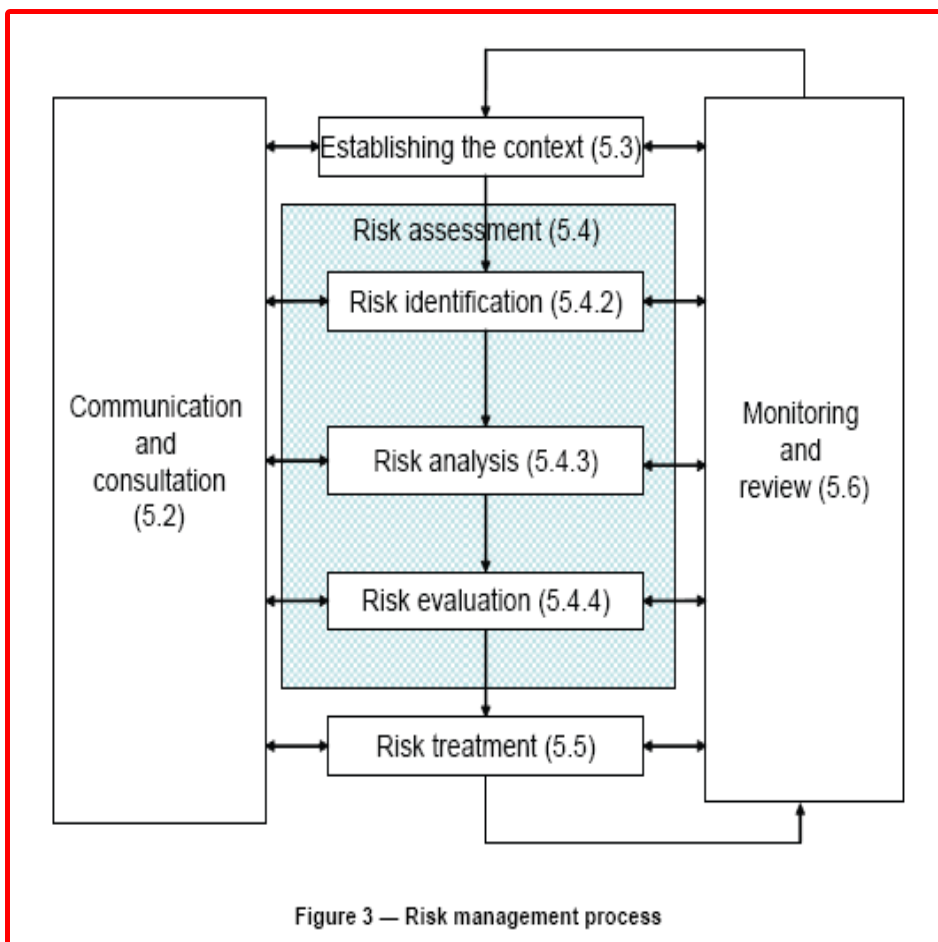 Establishing the context (5.3)
Risk assessment (5.4)
Risk identification (5.4.2)
Communication
and
consultation
(5.2)
Risk analysis (5.4.3)
Monitoring
and
review (5.6)
Risk evaluation (5.4.4)
Risk treatment (5.5)
Figure 3 — Risk management process